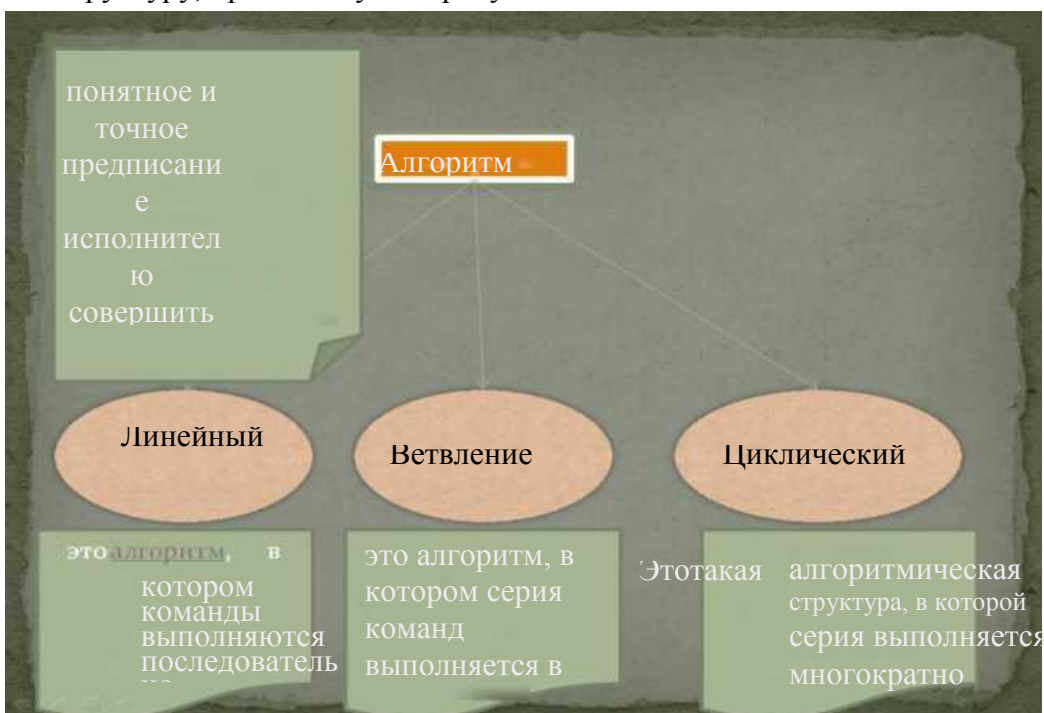 понятное и
точное
предписани
е
исполнител
ю
совершить
Алгоритм
Линейный
Ветвление
Циклический
это алгоритм, в
котором
команды
выполняются
последователь
это алгоритм, в
котором серия
команд
выполняется в
Этотакая алгоритмическая
структура, в которой
серия выполняется
многократно